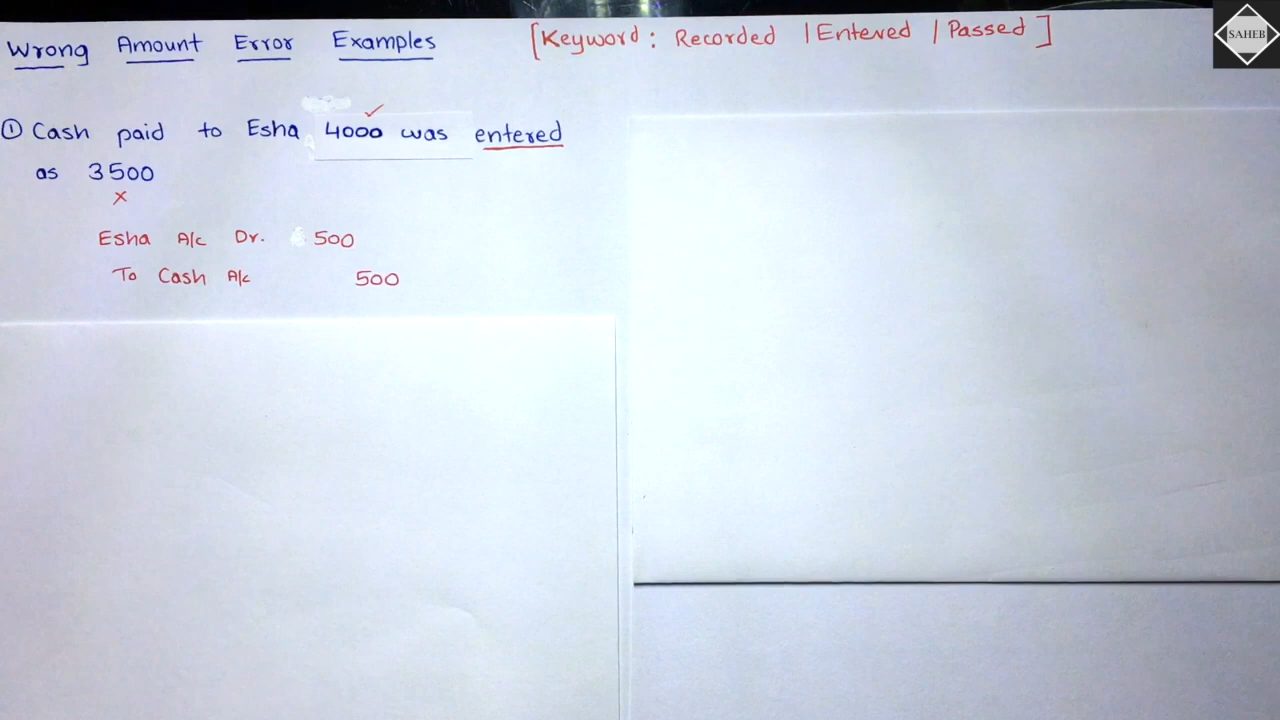 Wrong Amount Error Examples [Keyword: Recorded | Entered | Passed]
SAHEB
① Cash paid to Esha 4000 was entered
as 3500
Esha A/c Dr. 500
To Cash A/c 500